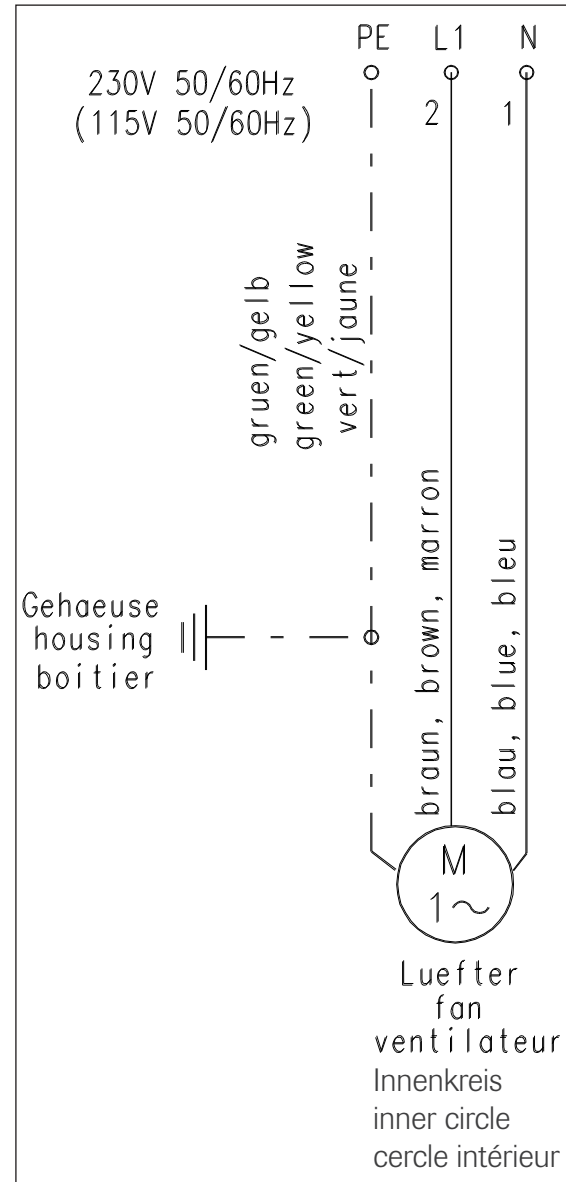 PE L1 N
230V 50/60Hz
(115V 50/60Hz)
2 1
gruen/gelb
green/yellow
vert/jaune
braun, brown, marron
blau, blue, bleu
Gehaeuse
housing
boitier
M
1~
Luefter
fan
ventilateur
Innenkreis
inner circle
cercle intérieur